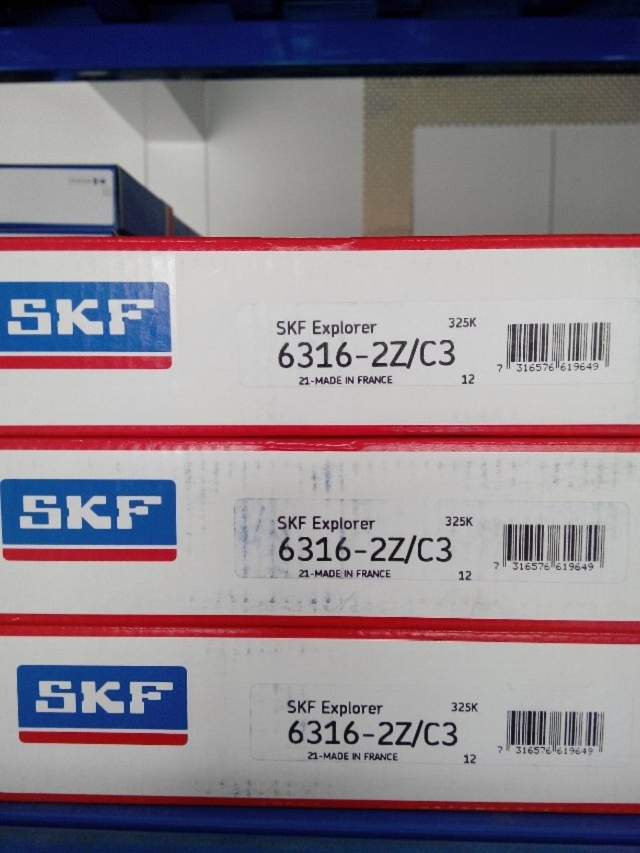 SKF
SKF Explorer 325K
6316-2Z/C3
21-MADE IN FRANCE 12
7 316576 619649
SKF
SKF Explorer 325K
6316-2Z/C3
21-MADE IN FRANCE 12
7 316576 619649
SKF
SKF Explorer 325K
6316-2Z/C3
21-MADE IN FRANCE 12
7 316576 619649